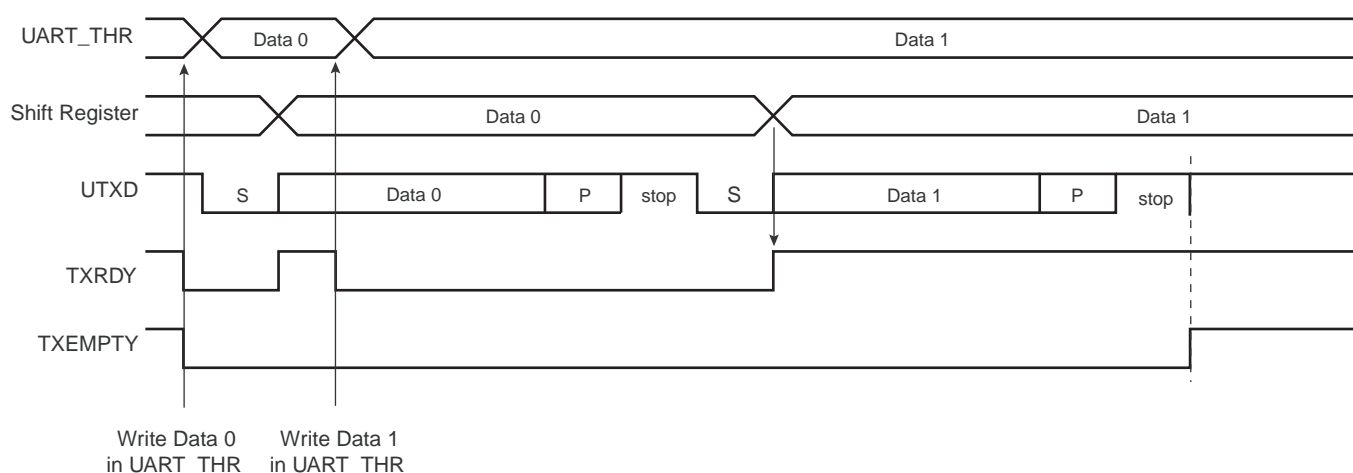 UART_THR
Data 0
Data 1
Shift Register
Data 0
Data 1
UTXD
S
Data 0
P
stop
S
Data 1
P
stop
TXRDY
TXEMPTY
Write Data 0
in UART_THR
Write Data 1
in UART_THR